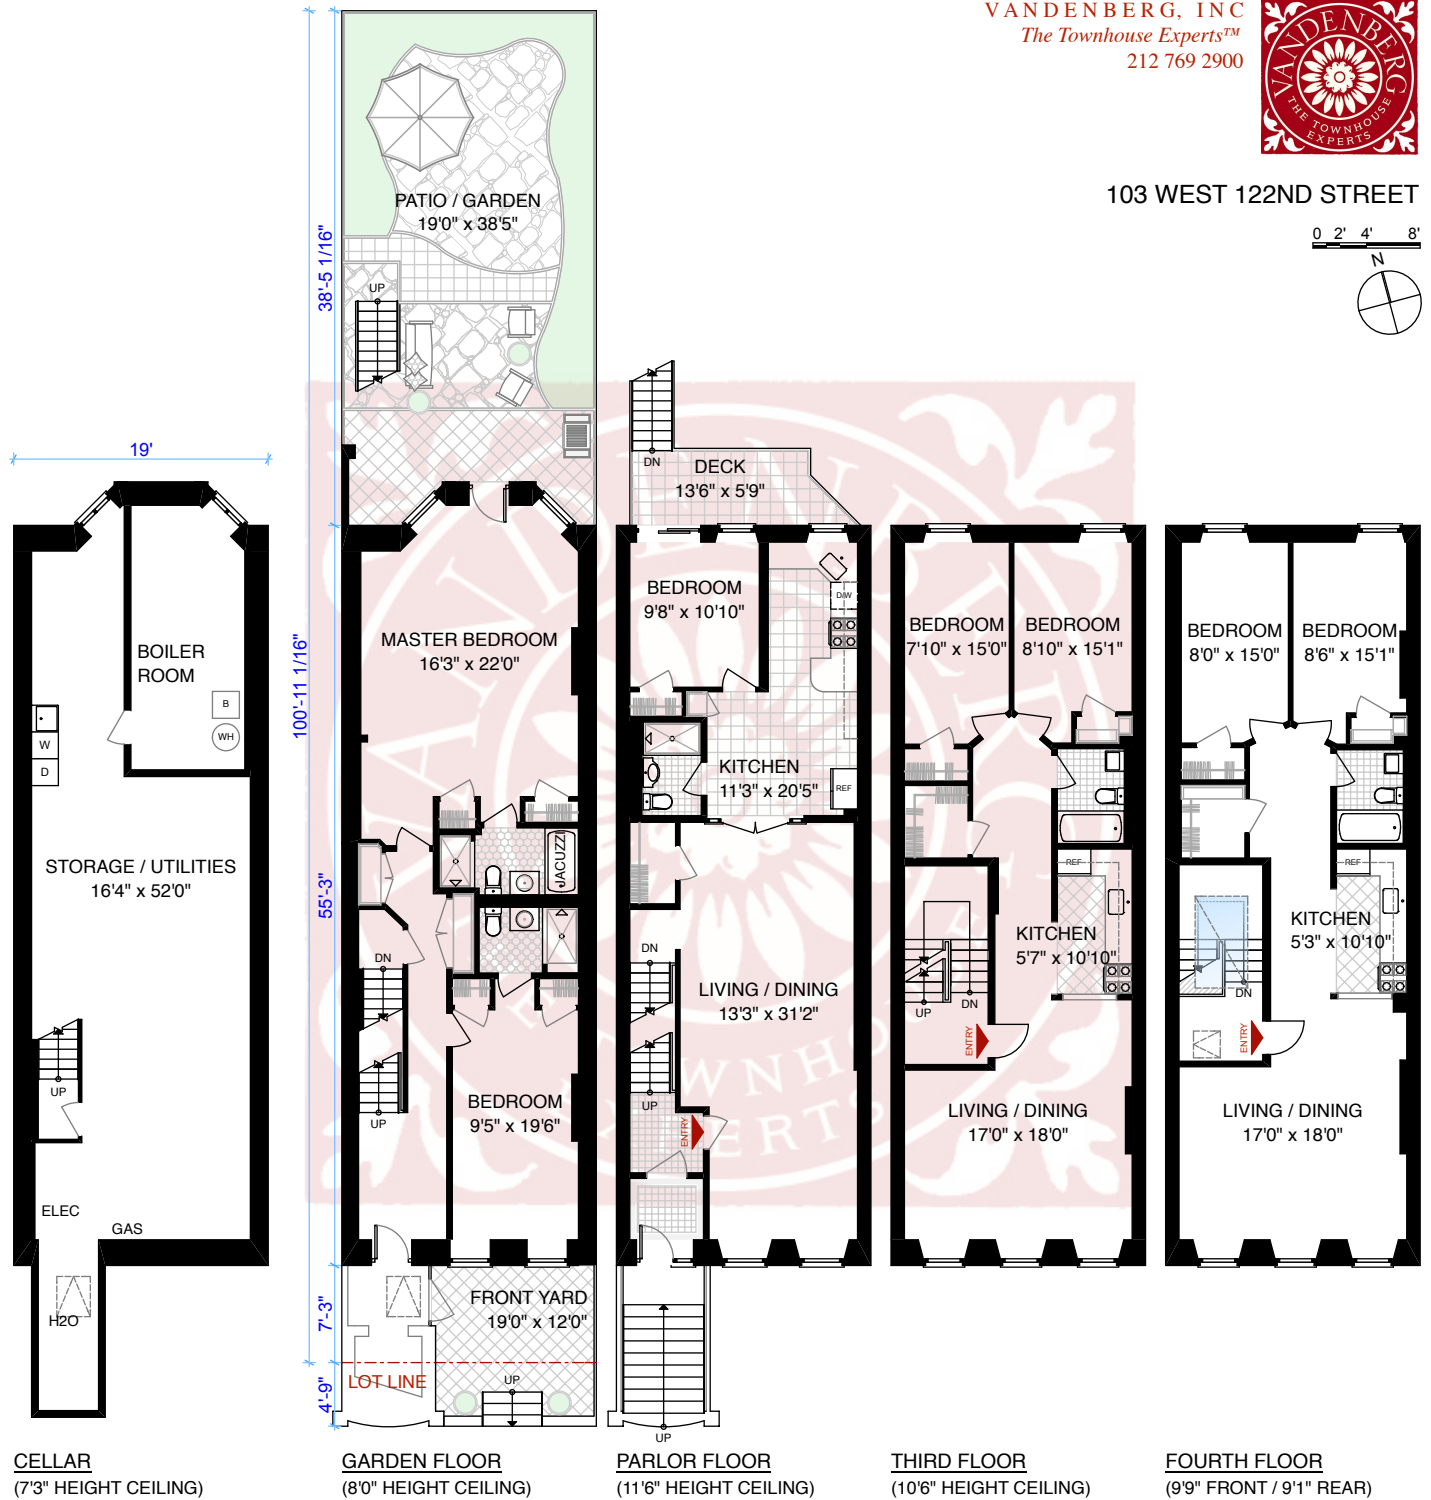 VANDENBERG, INC
The Townhouse Experts™
212 769 2900
VANDENBERG
THE TOWNHOUSE
EXPERTS
103 WEST 122ND STREET
0 2' 4' 8'
N
PATIO / GARDEN
19'0" x 38'5"
38'-5 1/16"
UP
19'
100'-11 1/16"
55'-3"
7'-3"
4'-9"
BOILER
ROOM
B
WH
W
D
STORAGE / UTILITIES
16'4" x 52'0"
UP
ELEC
GAS
H2O
MASTER BEDROOM
16'3" x 22'0"
JACUZZI
DN
UP
BEDROOM
9'5" x 19'6"
FRONT YARD
19'0" x 12'0"
LOT LINE
UP
DN
DECK
13'6" x 5'9"
BEDROOM
9'8" x 10'10"
D/W
KITCHEN
11'3" x 20'5"
REF
DN
LIVING / DINING
13'3" x 31'2"
UP
ENTRY
UP
BEDROOM
7'10" x 15'0"
BEDROOM
8'10" x 15'1"
REF
KITCHEN
5'7" x 10'10"
UP
DN
ENTRY
LIVING / DINING
17'0" x 18'0"
BEDROOM
8'0" x 15'0"
BEDROOM
8'6" x 15'1"
REF
KITCHEN
5'3" x 10'10"
DN
ENTRY
LIVING / DINING
17'0" x 18'0"
VANDENBERG
TOWNHOUSE
EXPERTS
CELLAR
(7'3" HEIGHT CEILING)
GARDEN FLOOR
(8'0" HEIGHT CEILING)
PARLOR FLOOR
(11'6" HEIGHT CEILING)
THIRD FLOOR
(10'6" HEIGHT CEILING)
FOURTH FLOOR
(9'9" FRONT / 9'1" REAR)